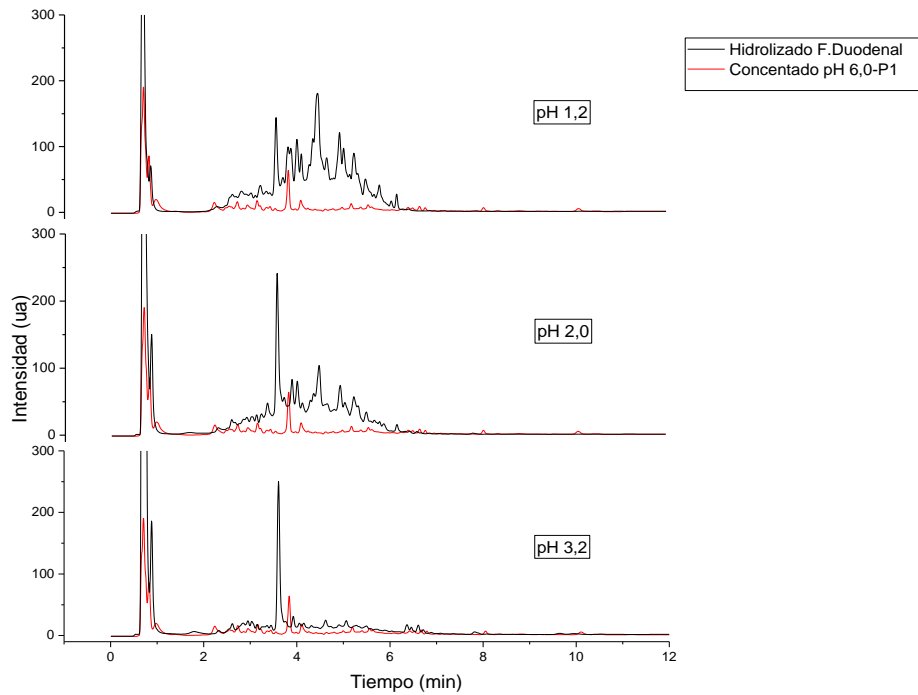 300
200
100
0
pH 1,2
Hidrolizado F.Duodenal
Concentado pH 6,0-P1
300
200
100
0
pH 2,0
Intensidad (ua)
300
200
100
0
pH 3,2
0 2 4 6 8 10 12
Tiempo (min)